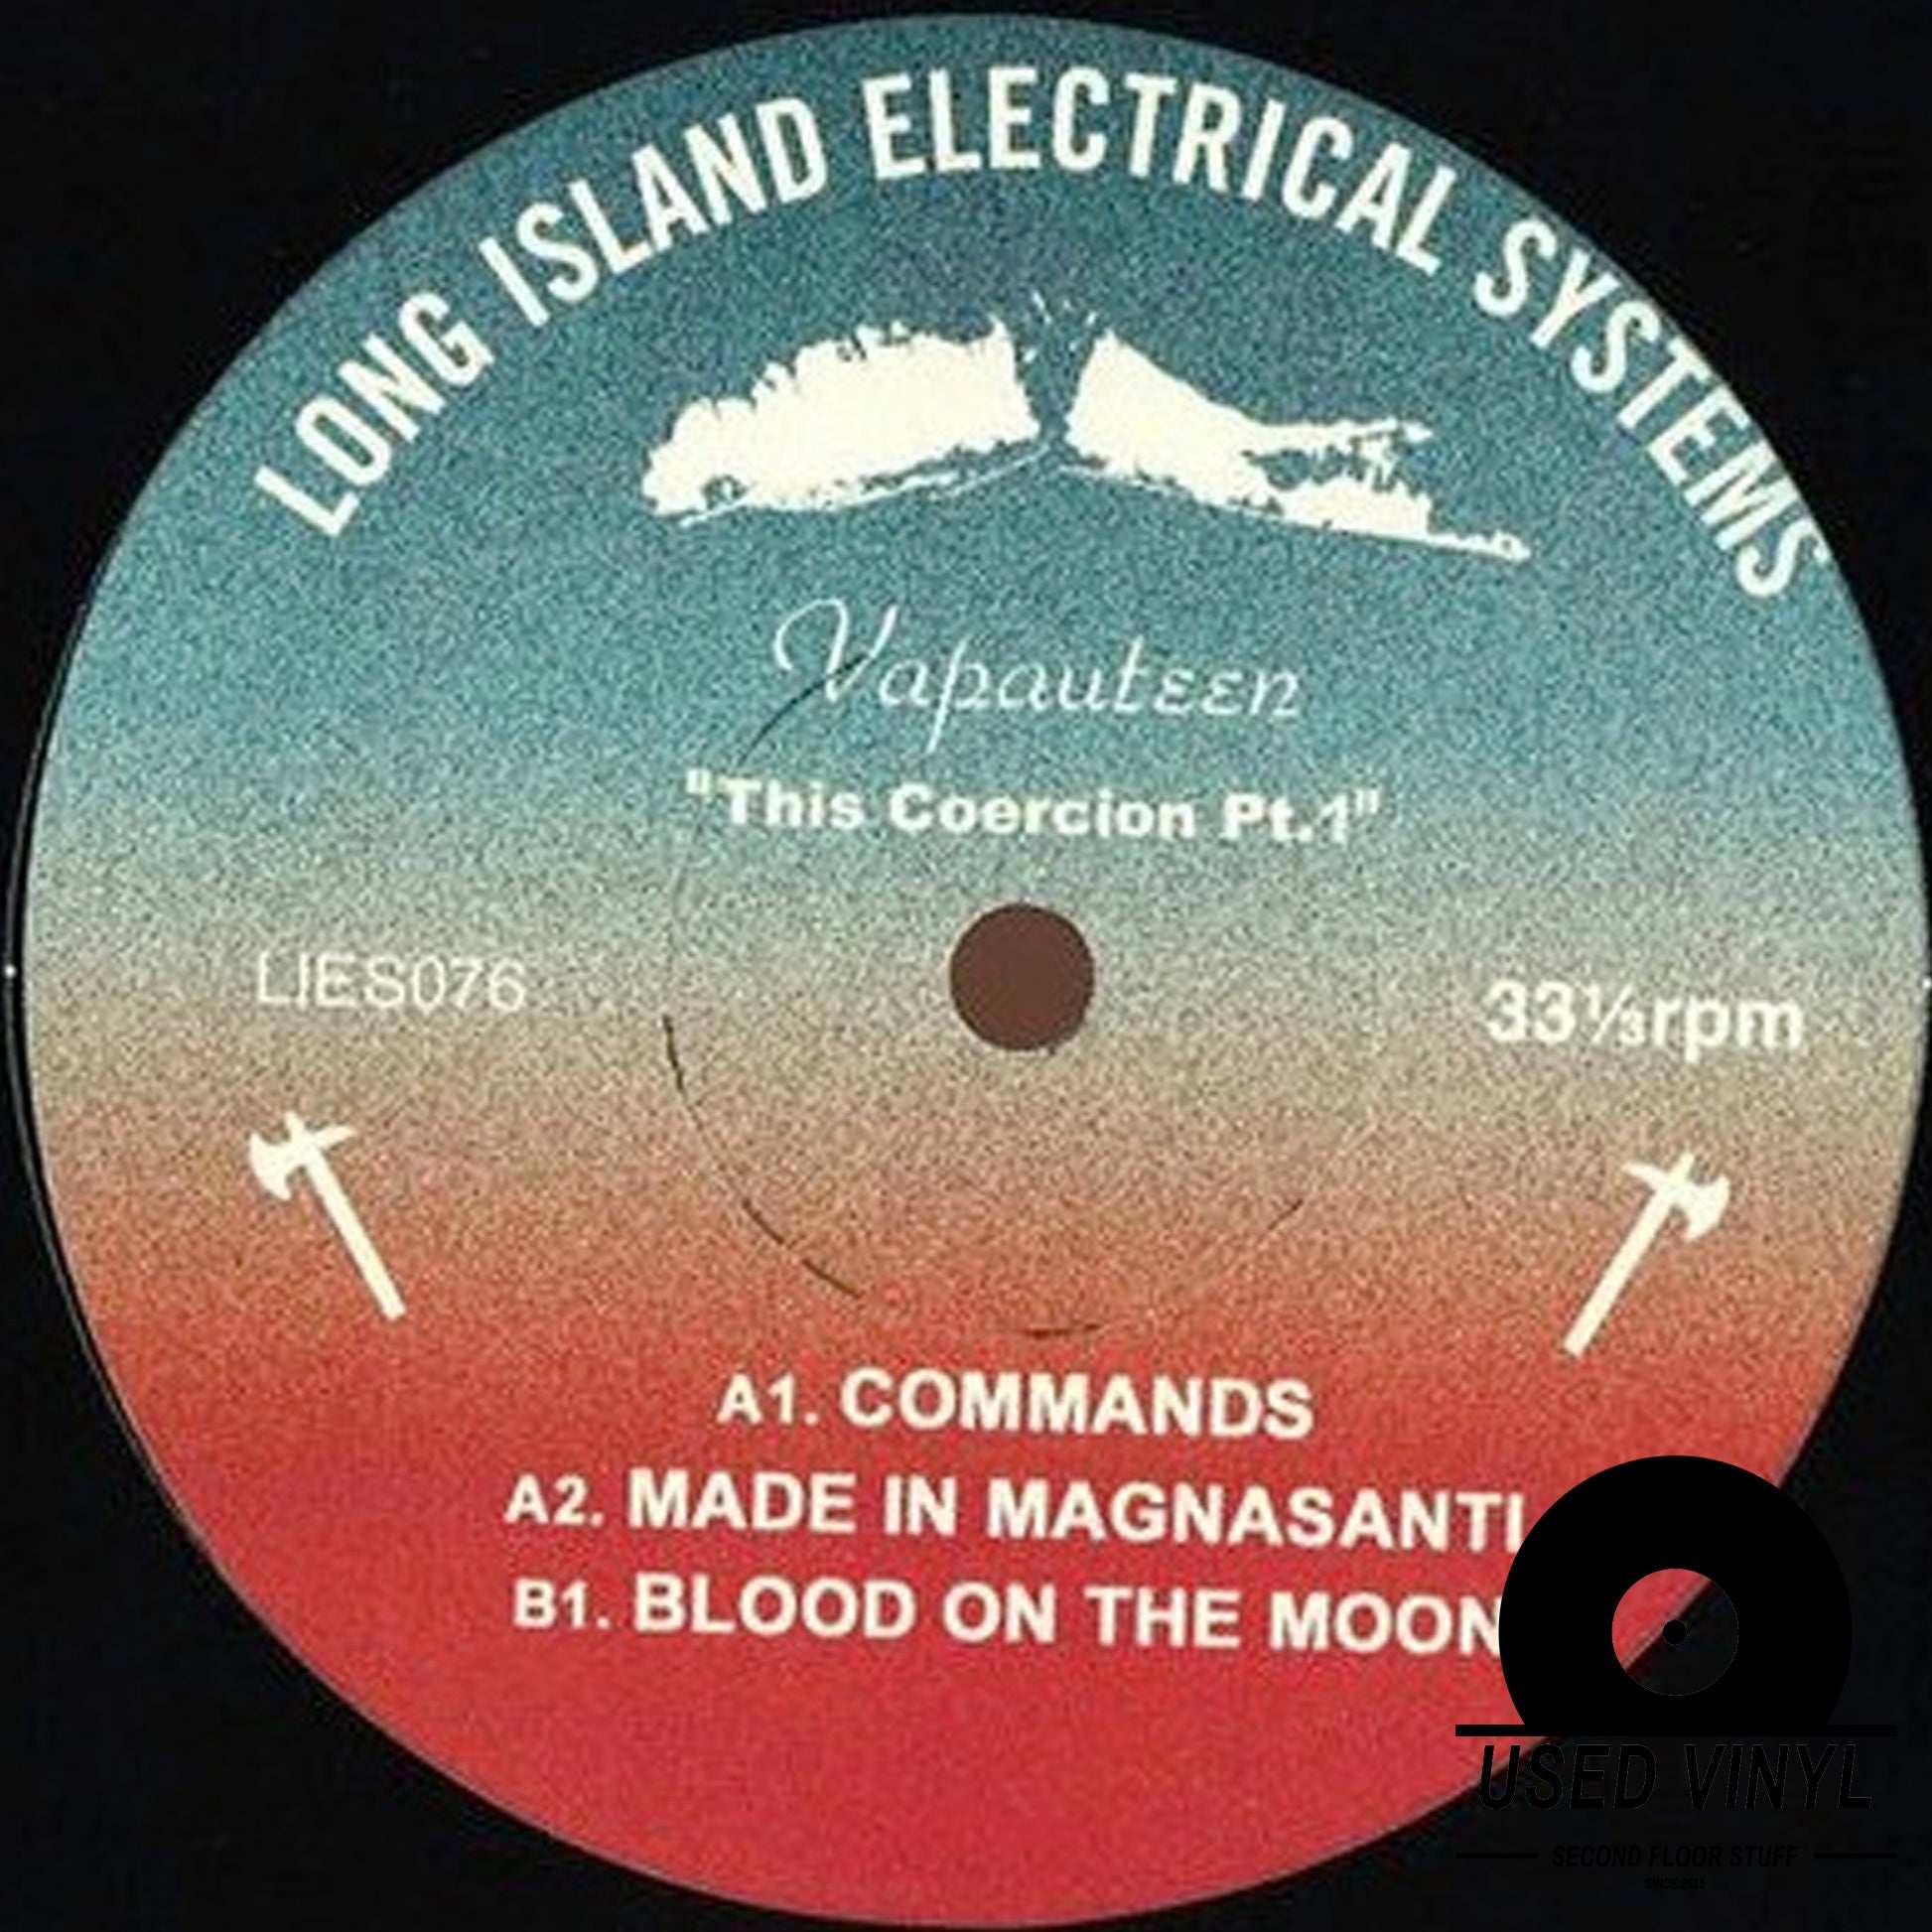 LONG ISLAND ELECTRICAL SYSTEMS
Vapauteen
"This Coercion Pt.1"
LIES076
33⅓rpm
A1. COMMANDS
A2. MADE IN MAGNASANTI
B1. BLOOD ON THE MOON
USED VINYL
SECOND FLOOR STUFF